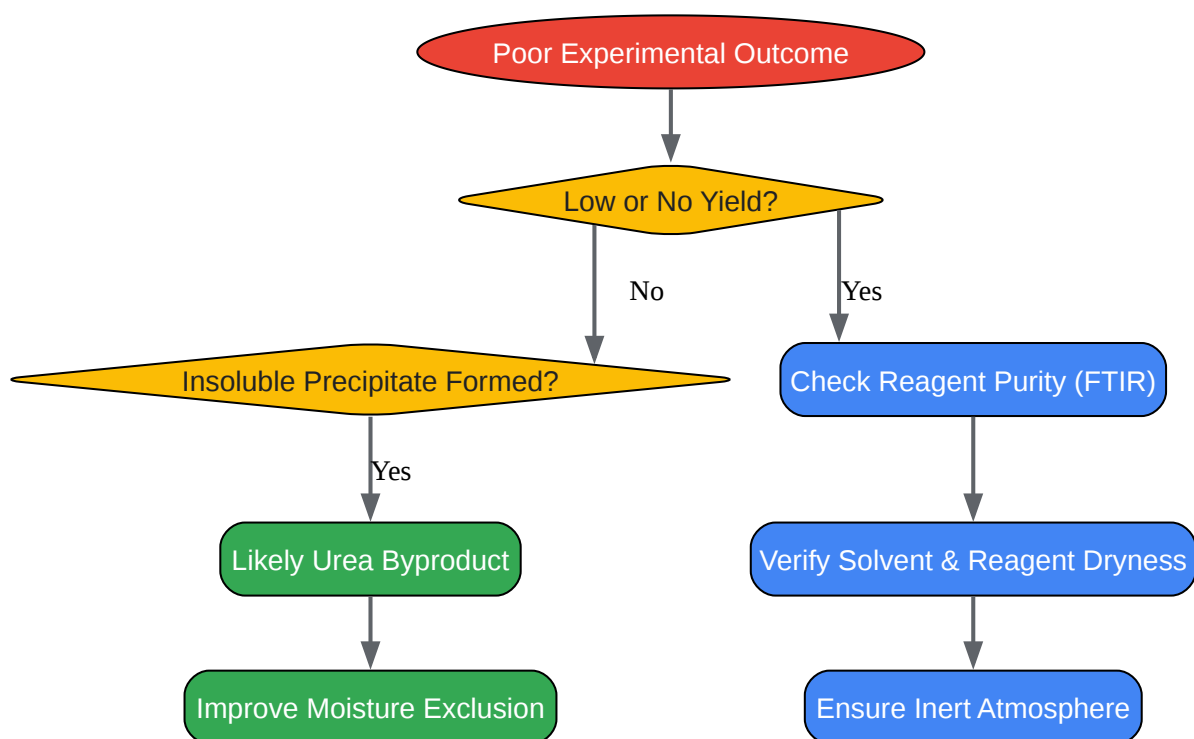 Poor Experimental Outcome
Low or No Yield?
No
Yes
Insoluble Precipitate Formed?
Check Reagent Purity (FTIR)
Yes
Likely Urea Byproduct
Verify Solvent & Reagent Dryness
Improve Moisture Exclusion
Ensure Inert Atmosphere